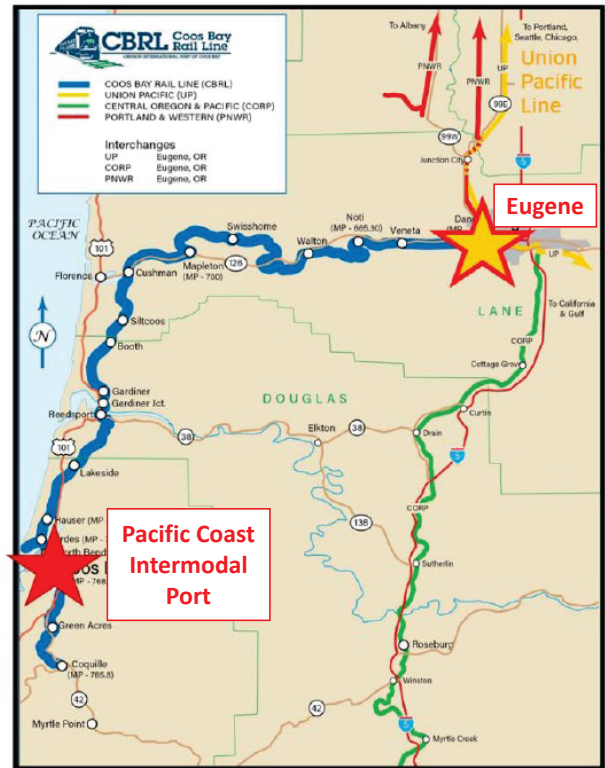 CBRL Coos Bay
Rail Line
OREGON INTERNATIONAL PORT OF COOS BAY
COOS BAY RAIL LINE (CBRL)
UNION PACIFIC (UP)
CENTRAL OREGON & PACIFIC (CORP)
PORTLAND & WESTERN (PNWR)
Interchanges
UP Eugene, OR
CORP Eugene, OR
PNWR Eugene, OR
To Albany
To Portland,
Seattle, Chicago,
PNWR
PNWR
UP
Union
Pacific
Line
99E
99W
Junction City
5
Eugene
PACIFIC
OCEAN
101
Swisshome
Noti
(MP - 665.30)
Walton
Veneta
Mapleton
(MP - 700)
126
Cushman
Florence
UP
To California
& Gulf
LANE
N
Siltcoos
Booth
CORP
Cottage Grove
Gardiner
Gardiner Jct.
Reedsport
DOUGLAS
Curtin
38
Elkton
38
Drain
5
101
Lakeside
138
CORP
Hauser (MP
Pacific Coast
Intermodal
Port
Sutherlin
Green Acres
Roseburg
Coquille
(MP - 785.8)
Winston
42
42
5
Myrtle Point
Myrtle Creek